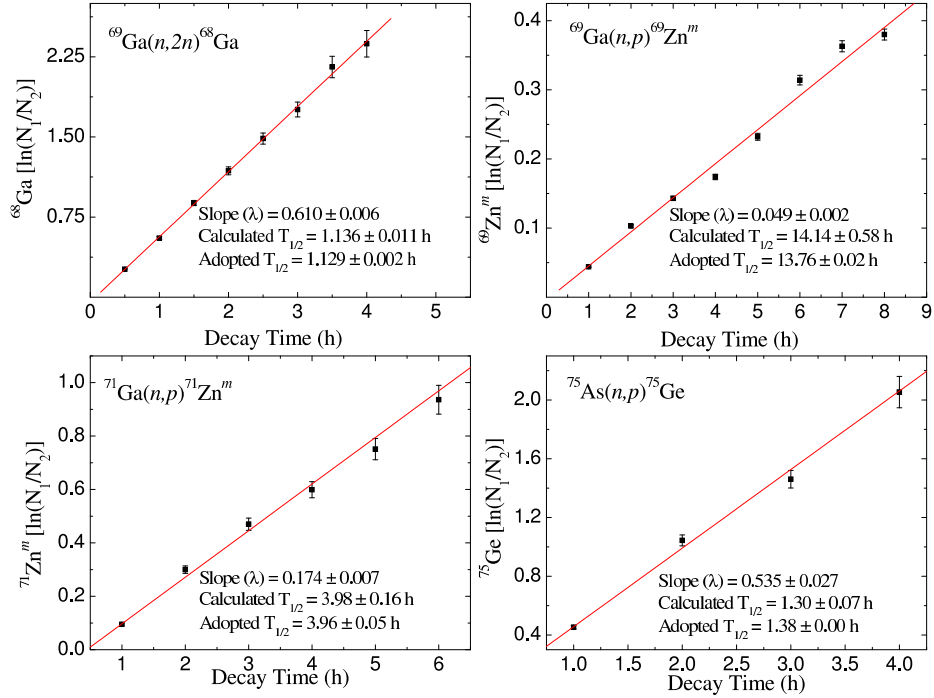 ⁶⁹Ga(n,2n)⁶⁸Ga
⁶⁸Ga [ln(N₁/N₂)]
2.25
1.50
0.75
Slope (λ) = 0.610 ± 0.006
Calculated T₁/₂ = 1.136 ± 0.011 h
Adopted T₁/₂ = 1.129 ± 0.002 h
0 1 2 3 4 5
Decay Time (h)
⁶⁹Ga(n,p)⁶⁹Znᵐ
⁶⁹Znᵐ [ln(N₁/N₂)]
0.4
0.3
0.2
0.1
Slope (λ) = 0.049 ± 0.002
Calculated T₁/₂ = 14.14 ± 0.58 h
Adopted T₁/₂ = 13.76 ± 0.02 h
0 1 2 3 4 5 6 7 8 9
Decay Time (h)
⁷¹Ga(n,p)⁷¹Znᵐ
⁷¹Znᵐ [ln(N₁/N₂)]
1.0
0.8
0.6
0.4
0.2
0.0
Slope (λ) = 0.174 ± 0.007
Calculated T₁/₂ = 3.98 ± 0.16 h
Adopted T₁/₂ = 3.96 ± 0.05 h
1 2 3 4 5 6
Decay Time (h)
⁷⁵As(n,p)⁷⁵Ge
⁷⁵Ge [ln(N₁/N₂)]
2.0
1.6
1.2
0.8
0.4
Slope (λ) = 0.535 ± 0.027
Calculated T₁/₂ = 1.30 ± 0.07 h
Adopted T₁/₂ = 1.38 ± 0.00 h
1.0 1.5 2.0 2.5 3.0 3.5 4.0
Decay Time (h)